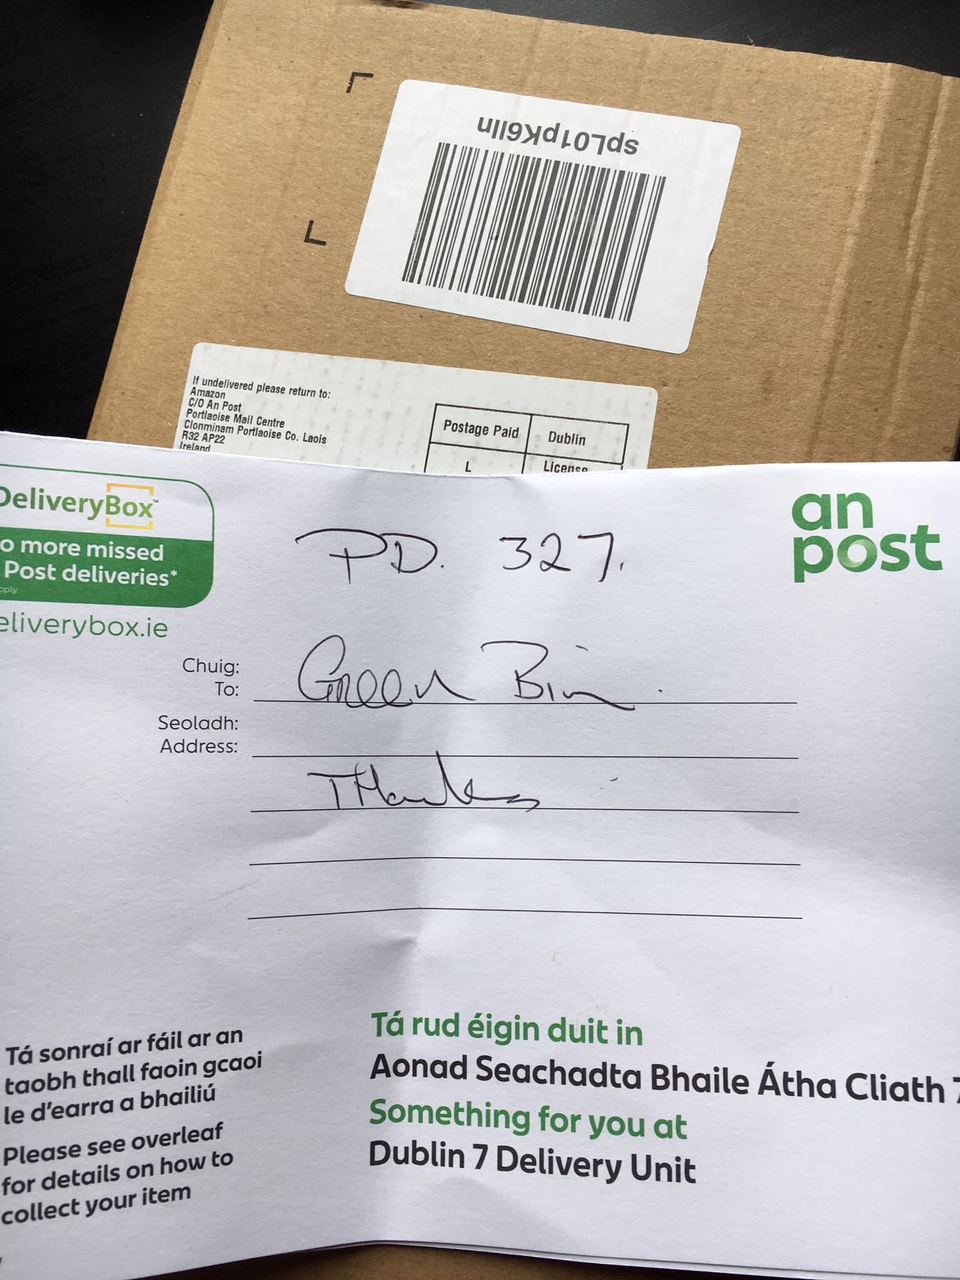 spL01pK6lln
If undelivered please return to:
Amazon
C/O An Post
Portlaoise Mail Centre
Clonminam Portlaoise Co. Laois
R32 AP22
Ireland
Postage Paid
Dublin
L
License
DeliveryBox™
o more missed
Post deliveries*
pply.
eliverybox.ie
PD. 327.
an
post
Chuig:
To:
Green Bin.
Seoladh:
Address:
THanks
Tá sonraí ar fáil ar an
taobh thall faoin gcaoi
le d'earra a bhailiú
Please see overleaf
for details on how to
collect your item
Tá rud éigin duit in
Aonad Seachadta Bhaile Átha Cliath 7
Something for you at
Dublin 7 Delivery Unit